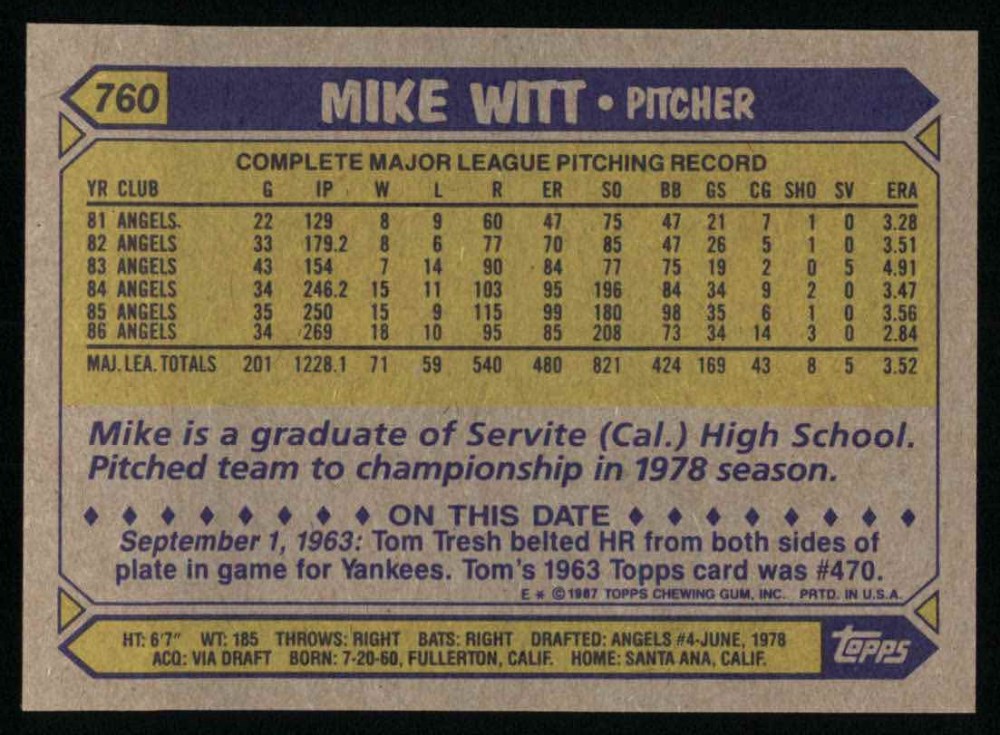 760 MIKE WITT • PITCHER
COMPLETE MAJOR LEAGUE PITCHING RECORD
YR CLUB G IP W L R ER SO BB GS CG SHO SV ERA
81 ANGELS 22 129 8 9 60 47 75 47 21 7 1 0 3.28
82 ANGELS 33 179.2 8 6 77 70 85 47 26 5 1 0 3.51
83 ANGELS 43 154 7 14 90 84 77 75 19 2 0 5 4.91
84 ANGELS 34 246.2 15 11 103 95 196 84 34 9 2 0 3.47
85 ANGELS 35 250 15 9 115 99 180 98 35 6 1 0 3.56
86 ANGELS 34 269 18 10 95 85 208 73 34 14 3 0 2.84
MAJ. LEA. TOTALS 201 1228.1 71 59 540 480 821 424 169 43 8 5 3.52
Mike is a graduate of Servite (Cal.) High School.
Pitched team to championship in 1978 season.
♦ ♦ ♦ ♦ ♦ ♦ ♦ ♦ ON THIS DATE ♦ ♦ ♦ ♦ ♦ ♦ ♦ ♦
September 1, 1963: Tom Tresh belted HR from both sides of
plate in game for Yankees. Tom's 1963 Topps card was #470.
E * © 1987 TOPPS CHEWING GUM, INC. PRTD. IN U.S.A.
HT: 6'7" WT: 185 THROWS: RIGHT BATS: RIGHT DRAFTED: ANGELS #4-JUNE, 1978
ACQ: VIA DRAFT BORN: 7-20-60, FULLERTON, CALIF. HOME: SANTA ANA, CALIF.
topps